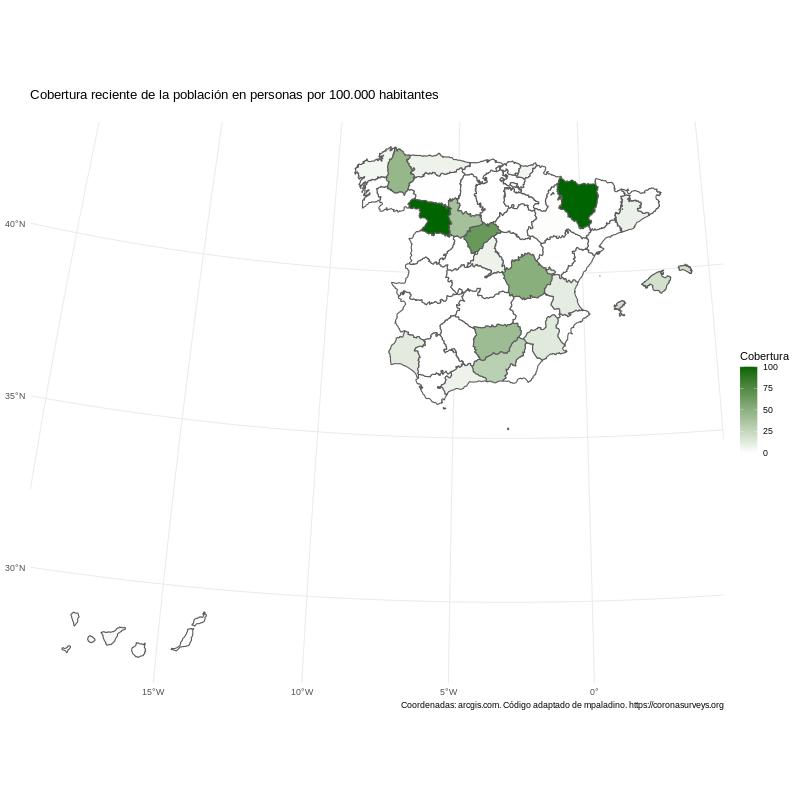 Cobertura reciente de la población en personas por 100.000 habitantes
40°N
35°N
30°N
15°W
10°W
5°W
0°
Cobertura
100
75
50
25
0
Coordenadas: arcgis.com. Código adaptado de mpaladino. https://coronasurveys.org